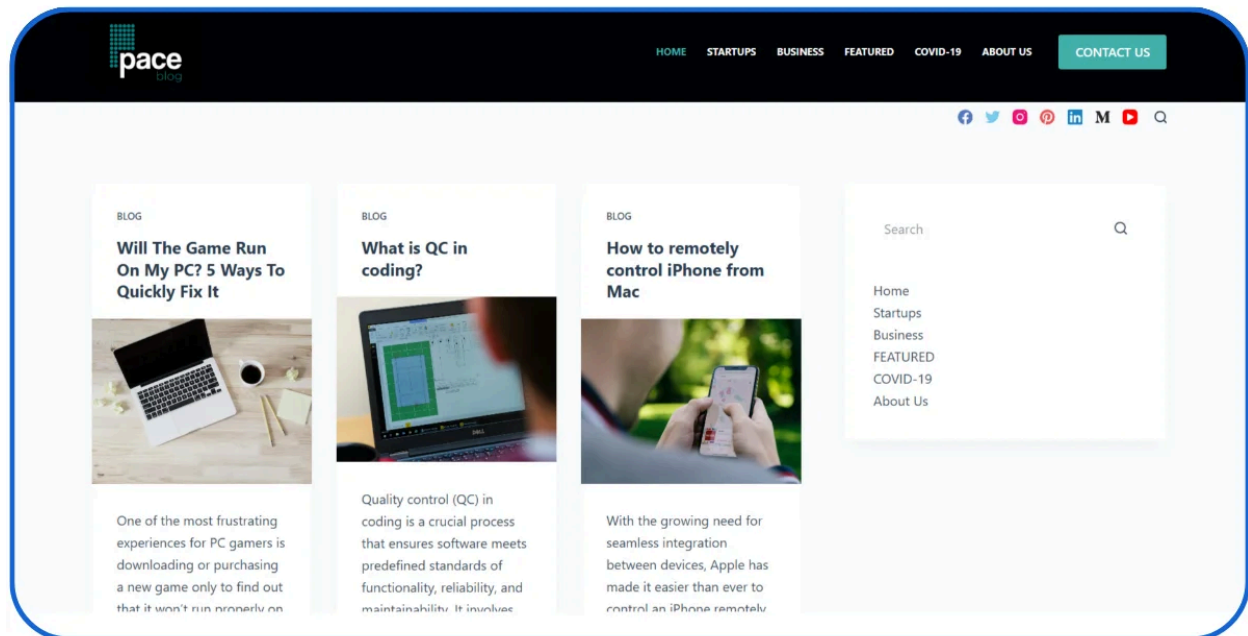 pace
blog
HOME STARTUPS BUSINESS FEATURED COVID-19 ABOUT US CONTACT US
BLOG
Will The Game Run
On My PC? 5 Ways To
Quickly Fix It
One of the most frustrating
experiences for PC gamers is
downloading or purchasing
a new game only to find out
that it won't run properly on
BLOG
What is QC in
coding?
DELL
Quality control (QC) in
coding is a crucial process
that ensures software meets
predefined standards of
functionality, reliability, and
maintainability. It involves
BLOG
How to remotely
control iPhone from
Mac
With the growing need for
seamless integration
between devices, Apple has
made it easier than ever to
control an iPhone remotely
Search
Home
Startups
Business
FEATURED
COVID-19
About Us